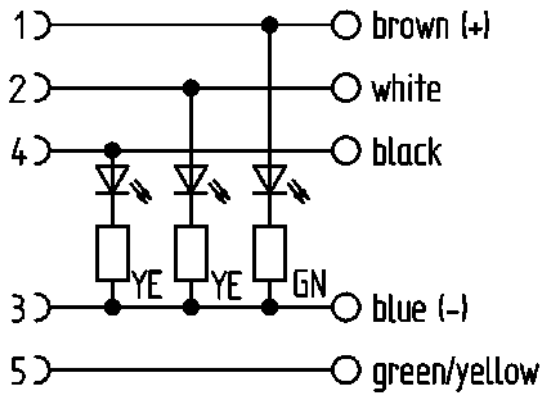 1 brown (+)
2 white
4 black
YE YE GN
3 blue (-)
5 green/yellow